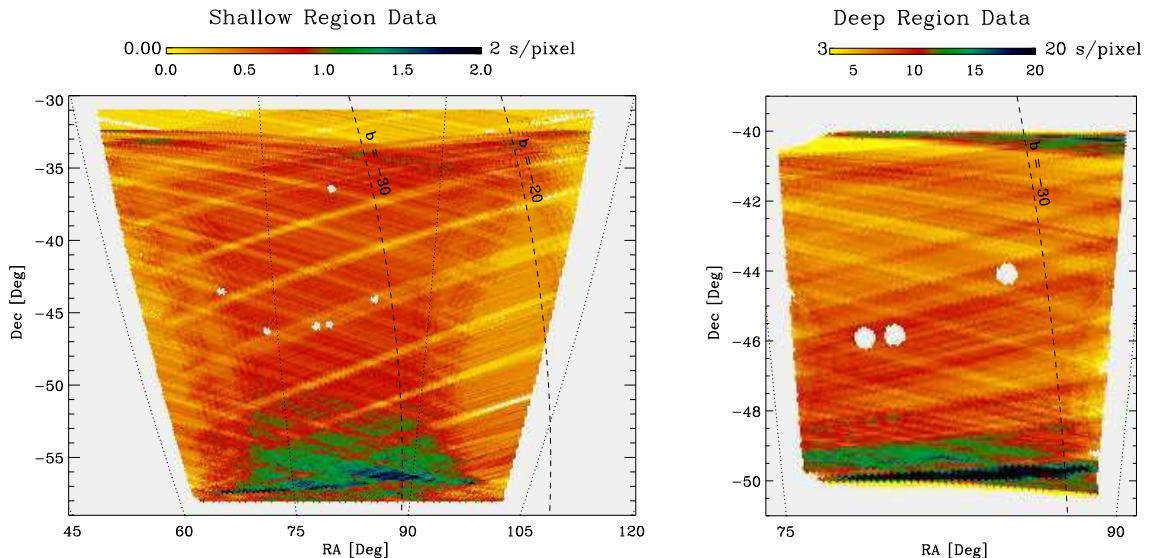 Shallow Region Data
0.00 2 s/pixel
0.0 0.5 1.0 1.5 2.0
-30
-35
-40
-45
-50
-55
Dec [Deg]
b = -30
b = -20
45 60 75 90 105 120
RA [Deg]
Deep Region Data
3 20 s/pixel
5 10 15 20
-40
-42
-44
-46
-48
-50
Dec [Deg]
b = -30
75 90
RA [Deg]